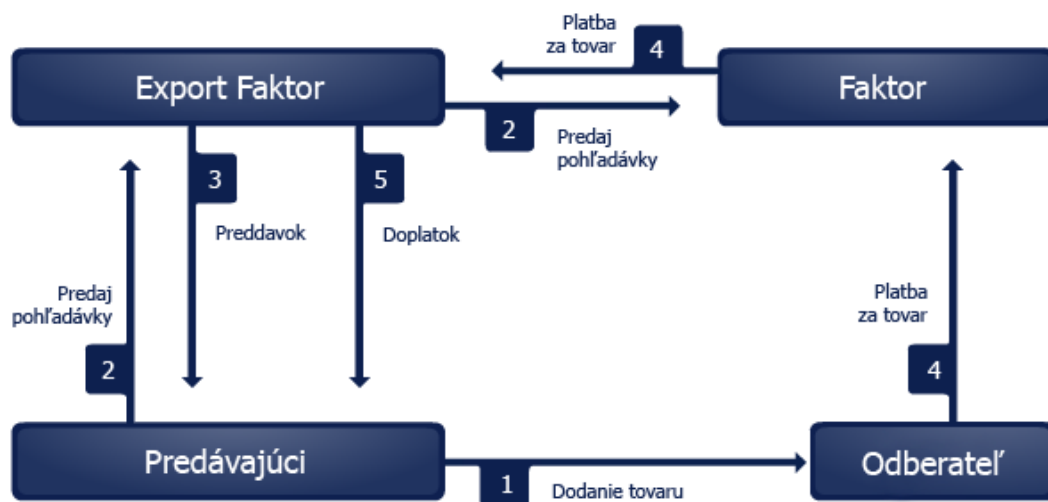 Platba
za tovar
4
Export Faktor
Faktor
2
Predaj
pohľadávky
3
5
Preddavok
Doplatok
Predaj
pohľadávky
2
Platba
za tovar
4
Predávajúci
Odberateľ
1
Dodanie tovaru